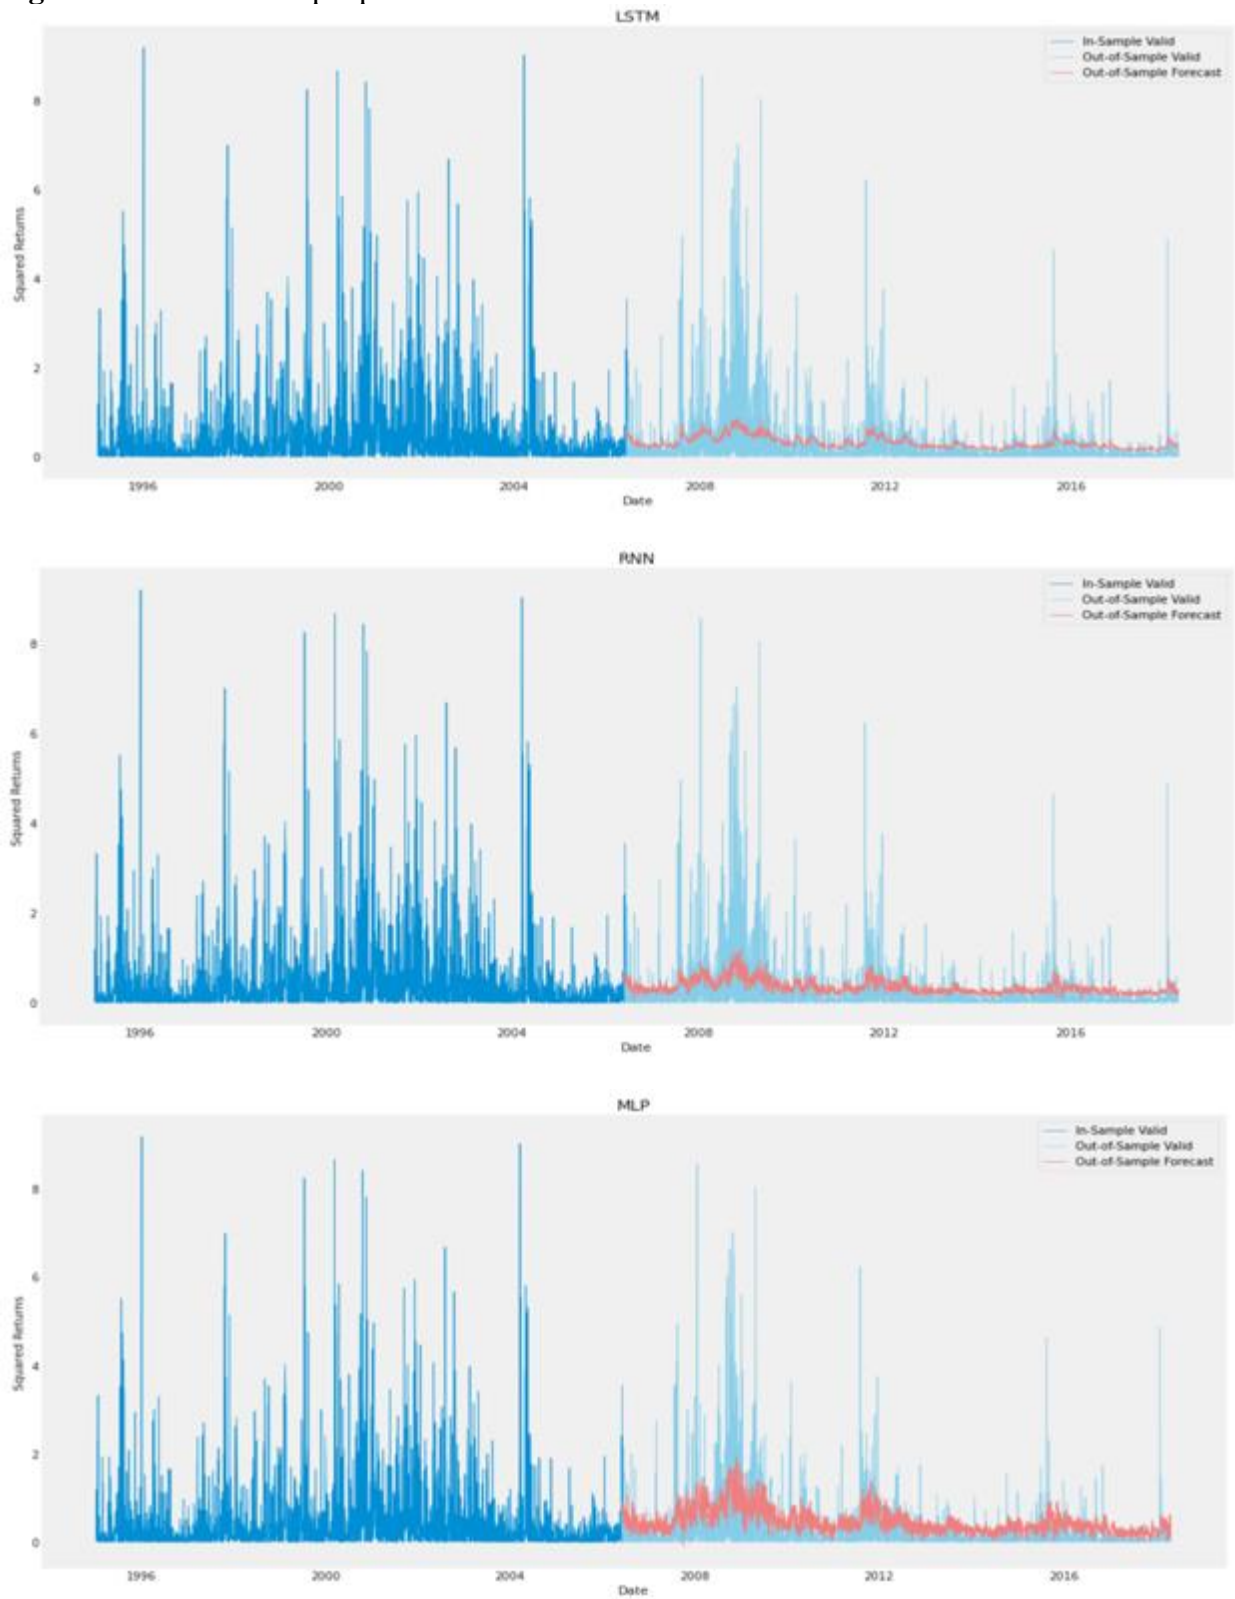 LSTM
In-Sample Valid
Out-of-Sample Valid
Out-of-Sample Forecast
Squared Returns
8
6
4
2
0
1996 2000 2004 2008 2012 2016
Date
RNN
In-Sample Valid
Out-of-Sample Valid
Out-of-Sample Forecast
Squared Returns
8
6
4
2
0
1996 2000 2004 2008 2012 2016
Date
MLP
In-Sample Valid
Out-of-Sample Valid
Out-of-Sample Forecast
Squared Returns
8
6
4
2
0
1996 2000 2004 2008 2012 2016
Date